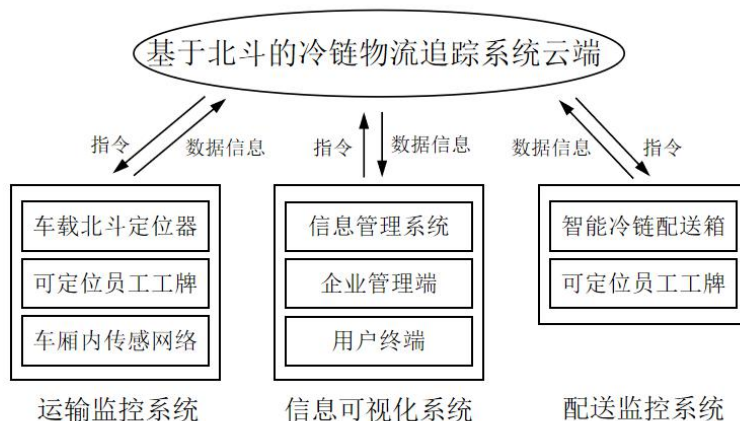 基于北斗的冷链物流追踪系统云端
指令
数据信息
指令
数据信息
数据信息
指令
车载北斗定位器
可定位员工工牌
车厢内传感网络
运输监控系统
信息管理系统
企业管理端
用户终端
信息可视化系统
智能冷链配送箱
可定位员工工牌
配送监控系统